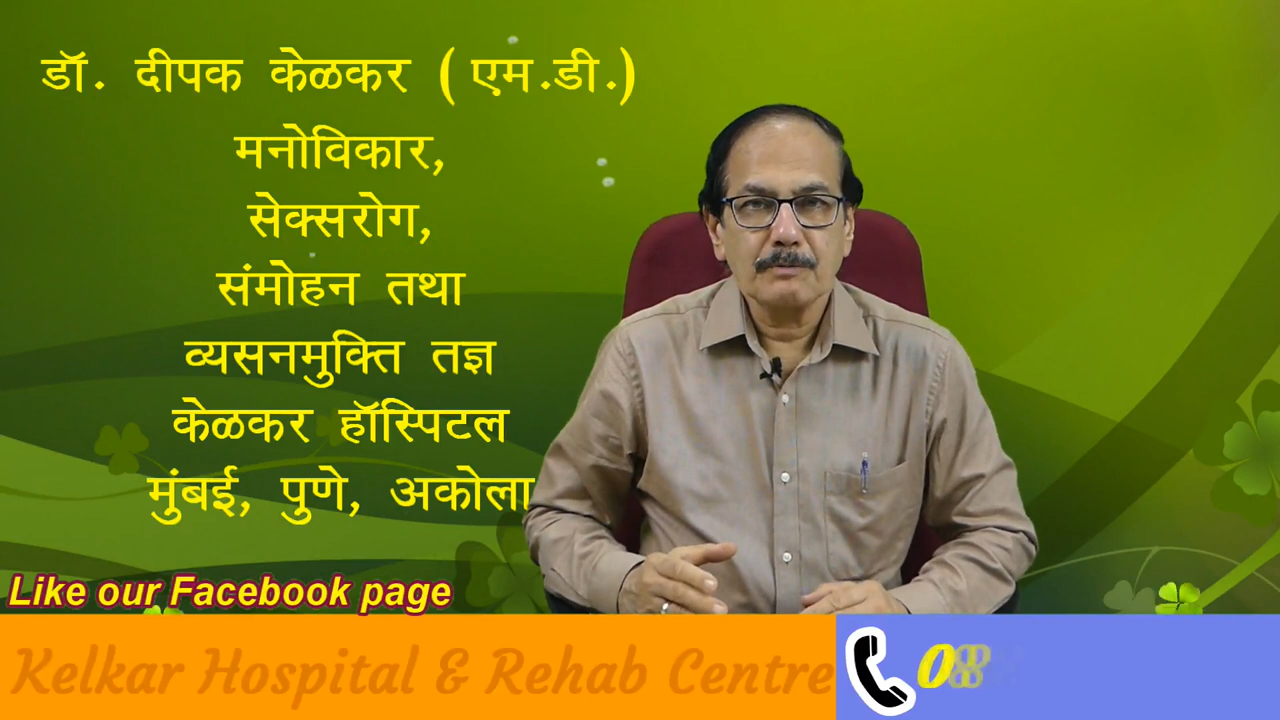 डॉ. दीपक केळकर ( एम.डी.)
मनोविकार,
सेक्सरोग,
संमोहन तथा
व्यसनमुक्ति तज्ञ
केळकर हॉस्पिटल
मुंबई, पुणे, अकोला
Like our Facebook page
Kelkar Hospital & Rehab Centre